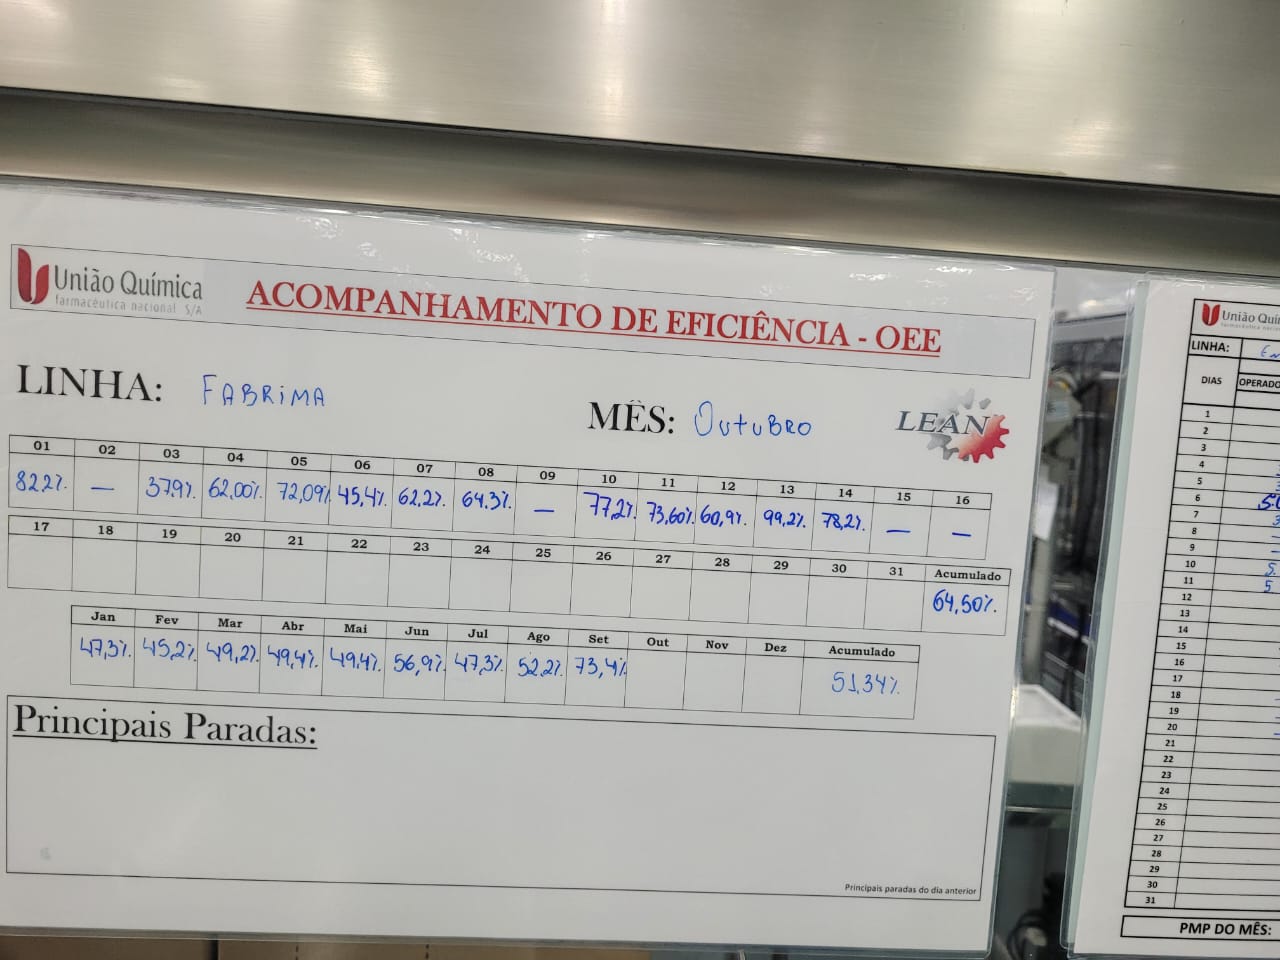 União Química
farmacêutica nacional S/A
ACOMPANHAMENTO DE EFICIÊNCIA - OEE
LINHA: FABRIMA
MÊS: OUTUBRO
LEAN
01 02 03 04 05 06 07 08 09 10 11 12 13 14 15 16
82,2%. — 37,9% 62,00% 72,09% 45,4% 62,2% 64,3% — 77,2% 73,60% 60,9% 99,2% 78,2% — —
17 18 19 20 21 22 23 24 25 26 27 28 29 30 31 Acumulado
64,50%.
Jan Fev Mar Abr Mai Jun Jul Ago Set Out Nov Dez Acumulado
47,3% 45,2% 49,2% 49,4% 49,4% 56,9% 47,3% 52,2% 73,4% 51,34%
Principais Paradas:
Principais paradas do dia anterior
União Quí
LINHA:
DIAS OPERADO
1
2
3
4
5
6
7
8
9
10
11
12
13
14
15
16
17
18
19
20
21
22
23
24
25
26
27
28
29
30
31
PMP DO MÊS: